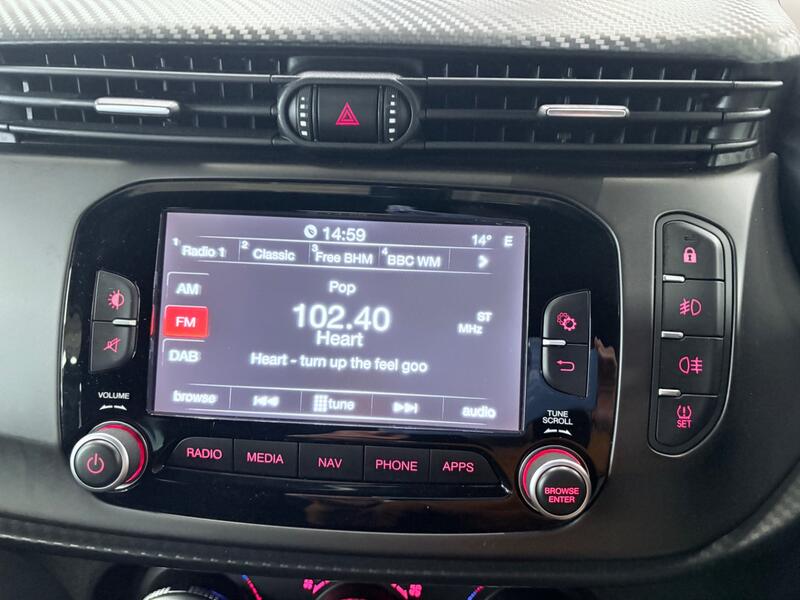 14:59 14° E
1 Radio 1 2 Classic 3 Free BHM 4 BBC WM
AM
Pop
FM
102.40
ST
MHz
Heart
DAB
Heart - turn up the feel goo
browse tune audio
VOLUME
TUNE
SCROLL
RADIO MEDIA NAV PHONE APPS
BROWSE
ENTER
SET